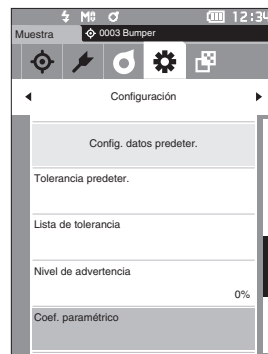 M 12:34
Muestra 0003 Bumper
Configuración
Config. datos predeter.
Tolerancia predeter.
Lista de tolerancia
Nivel de advertencia
0%
Coef. paramétrico